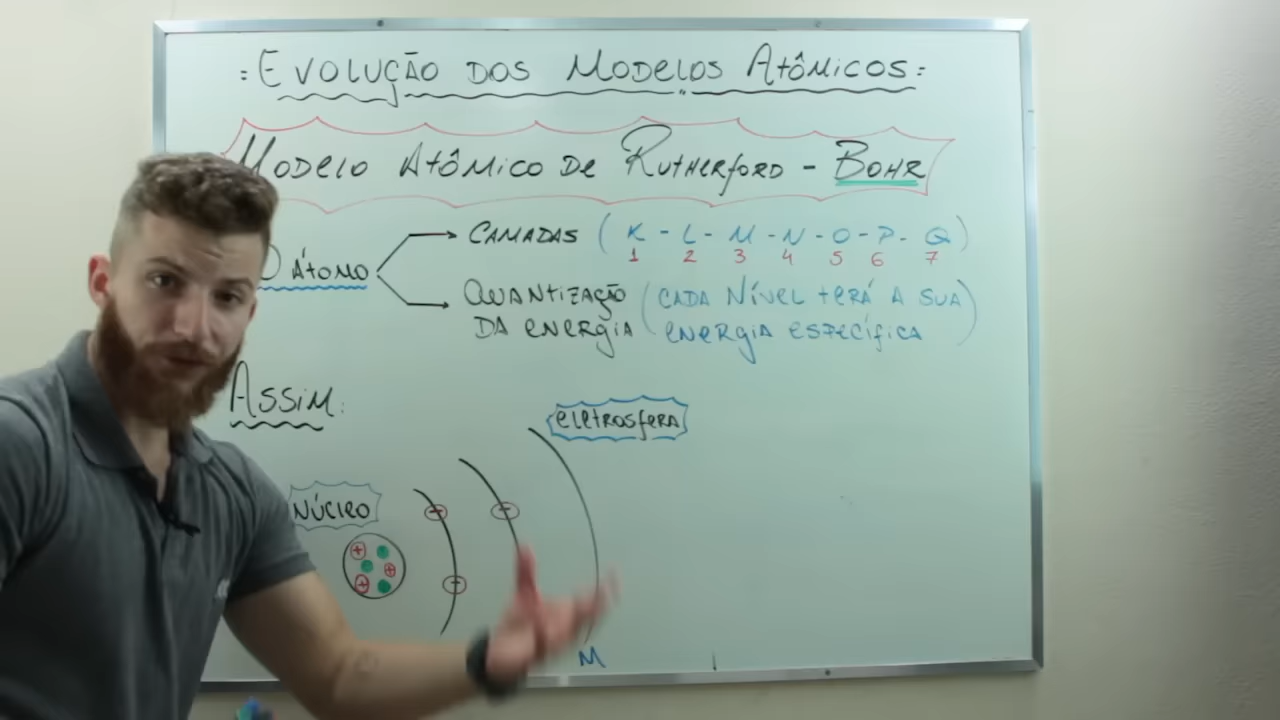 : Evolução dos Modelos Atômicos :
Modelo Atômico de Rutherford - Bohr
O átomo
Camadas ( K - L - M - N - O - P - Q )
1 2 3 4 5 6 7
Quantização ( cada nível terá a sua
da energia energia específica )
Assim:
eletrosfera
Núcleo
- -
+ +
+ -
M